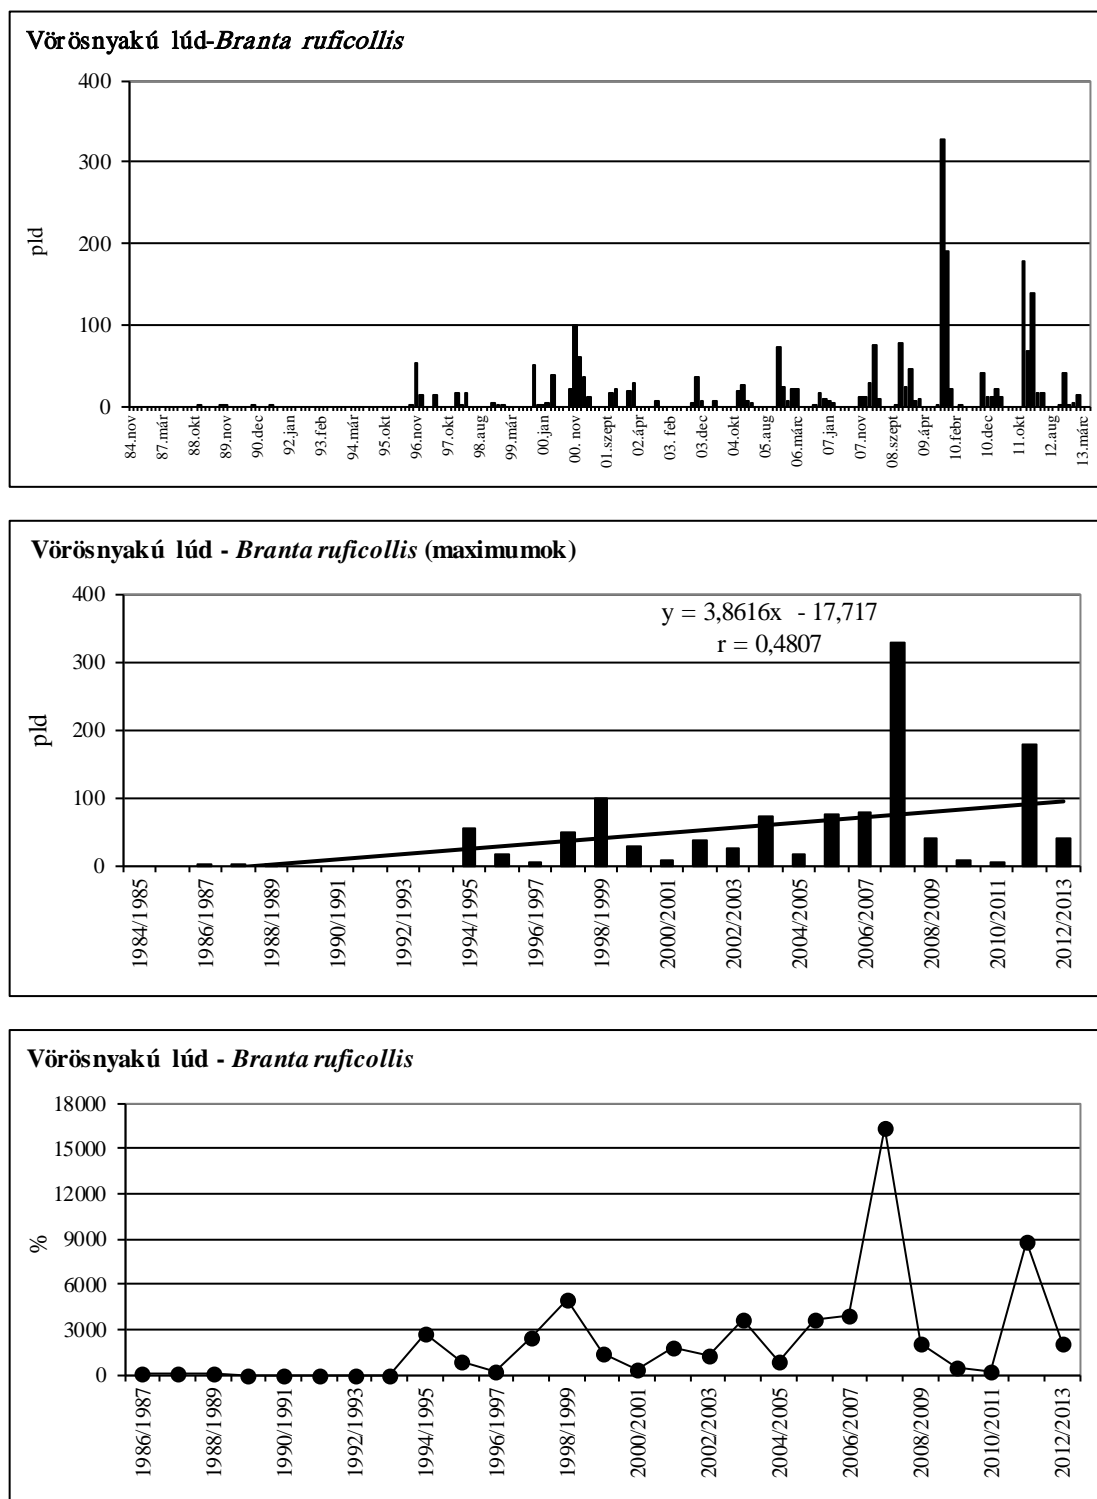 Vörösnyakú lúd-Branta ruficollis
400
300
200
100
0
pld
84.nov
87.már
88.okt
89.nov
90.dec
92.jan
93.feb
94.már
95.okt
96.nov
97.okt
98.aug
99.már
00.jan
00. nov
01.szept
02.ápr
03. feb
03.dec
04.okt
05.aug
06.márc
07.jan
07.nov
08.szept
09.ápr
10.febr
10.dec
11.okt
12.aug
13.márc
Vörösnyakú lúd - Branta ruficollis (maximumok)
y = 3,8616x - 17,717
r = 0,4807
400
300
200
100
0
pld
1984/1985
1986/1987
1988/1989
1990/1991
1992/1993
1994/1995
1996/1997
1998/1999
2000/2001
2002/2003
2004/2005
2006/2007
2008/2009
2010/2011
2012/2013
Vörösnyakú lúd - Branta ruficollis
18000
15000
12000
9000
6000
3000
0
%
1986/1987
1988/1989
1990/1991
1992/1993
1994/1995
1996/1997
1998/1999
2000/2001
2002/2003
2004/2005
2006/2007
2008/2009
2010/2011
2012/2013